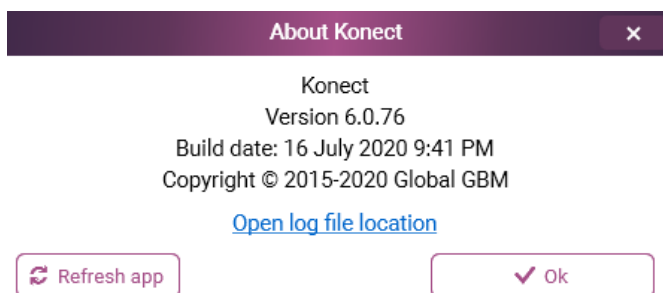 About Konect
Konect
Version 6.0.76
Build date: 16 July 2020 9:41 PM
Copyright © 2015-2020 Global GBM
Open log file location
Refresh app
Ok